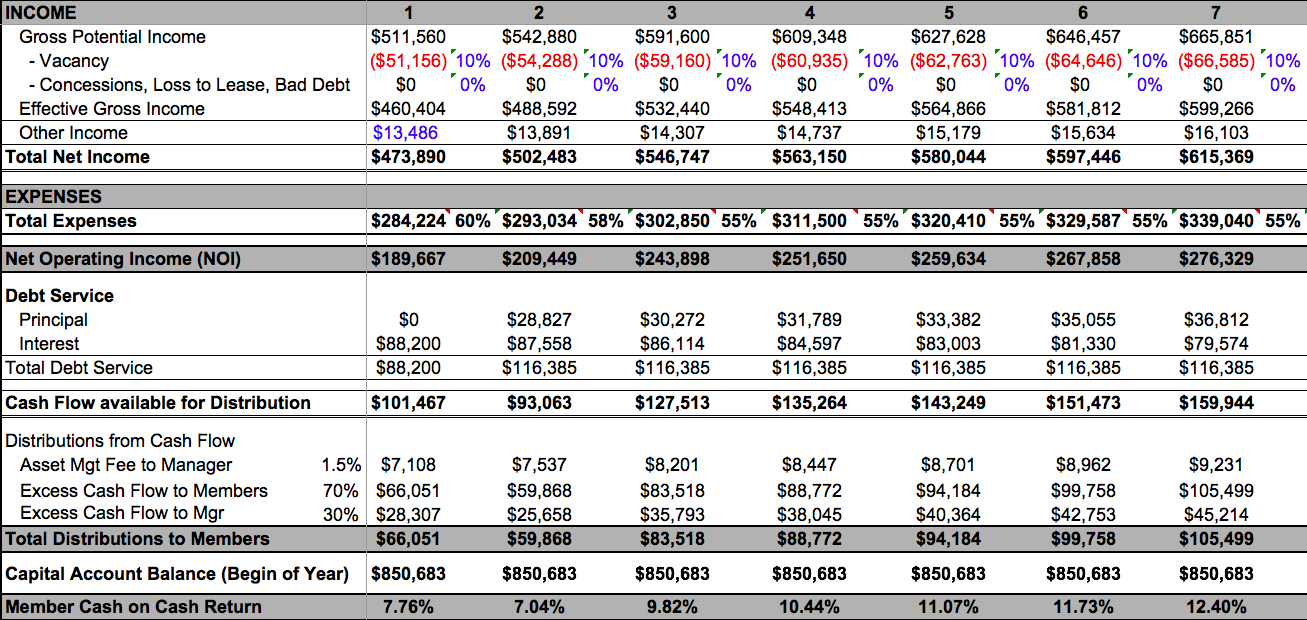 INCOME 1 2 3 4 5 6 7
Gross Potential Income $511,560 $542,880 $591,600 $609,348 $627,628 $646,457 $665,851
- Vacancy ($51,156) 10% ($54,288) 10% ($59,160) 10% ($60,935) 10% ($62,763) 10% ($64,646) 10% ($66,585) 10%
- Concessions, Loss to Lease, Bad Debt $0 0% $0 0% $0 0% $0 0% $0 0% $0 0% $0 0%
Effective Gross Income $460,404 $488,592 $532,440 $548,413 $564,866 $581,812 $599,266
Other Income $13,486 $13,891 $14,307 $14,737 $15,179 $15,634 $16,103
Total Net Income $473,890 $502,483 $546,747 $563,150 $580,044 $597,446 $615,369
EXPENSES
Total Expenses $284,224 60% $293,034 58% $302,850 55% $311,500 55% $320,410 55% $329,587 55% $339,040 55%
Net Operating Income (NOI) $189,667 $209,449 $243,898 $251,650 $259,634 $267,858 $276,329
Debt Service
Principal $0 $28,827 $30,272 $31,789 $33,382 $35,055 $36,812
Interest $88,200 $87,558 $86,114 $84,597 $83,003 $81,330 $79,574
Total Debt Service $88,200 $116,385 $116,385 $116,385 $116,385 $116,385 $116,385
Cash Flow available for Distribution $101,467 $93,063 $127,513 $135,264 $143,249 $151,473 $159,944
Distributions from Cash Flow
Asset Mgt Fee to Manager 1.5% $7,108 $7,537 $8,201 $8,447 $8,701 $8,962 $9,231
Excess Cash Flow to Members 70% $66,051 $59,868 $83,518 $88,772 $94,184 $99,758 $105,499
Excess Cash Flow to Mgr 30% $28,307 $25,658 $35,793 $38,045 $40,364 $42,753 $45,214
Total Distributions to Members $66,051 $59,868 $83,518 $88,772 $94,184 $99,758 $105,499
Capital Account Balance (Begin of Year) $850,683 $850,683 $850,683 $850,683 $850,683 $850,683 $850,683
Member Cash on Cash Return 7.76% 7.04% 9.82% 10.44% 11.07% 11.73% 12.40%